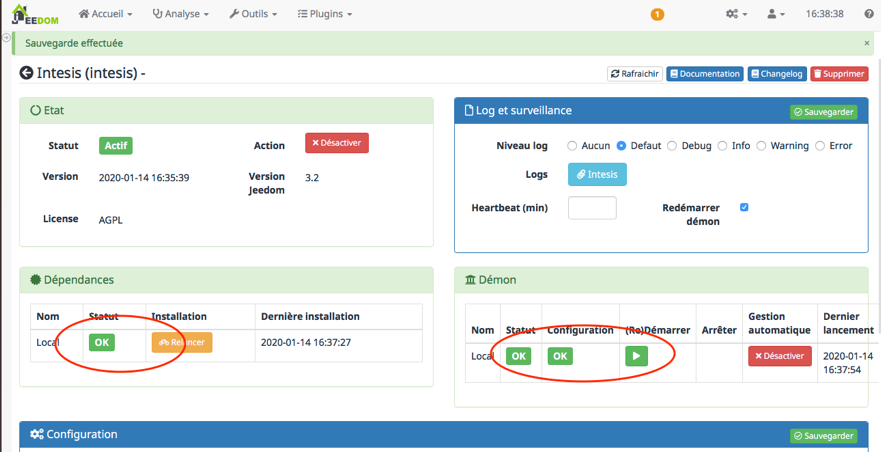 JEEDOM Accueil Analyse Outils Plugins 1 16:38:38
Sauvegarde effectuée ×
Intesis (intesis) - Rafraichir Documentation Changelog Supprimer
Etat
Statut Actif Action Désactiver
Version 2020-01-14 16:35:39 Version Jeedom 3.2
License AGPL
Log et surveillance Sauvegarder
Niveau log Aucun Defaut Debug Info Warning Error
Logs Intesis
Heartbeat (min) Redémarrer démon
Dépendances
Nom Statut Installation Dernière installation
Local OK Relancer 2020-01-14 16:37:27
Démon
Nom Statut Configuration (Re)Démarrer Arrêter Gestion automatique Dernier lancement
Local OK OK Désactiver 2020-01-14 16:37:54
Configuration Sauvegarder